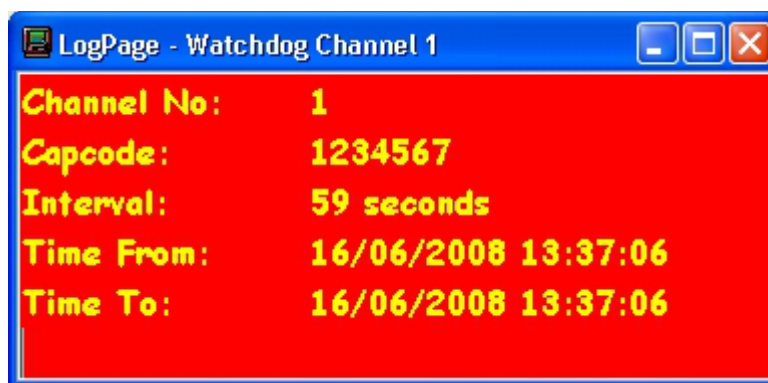 LogPage - Watchdog Channel 1
Channel No: 1
Capcode: 1234567
Interval: 59 seconds
Time From: 16/06/2008 13:37:06
Time To: 16/06/2008 13:37:06